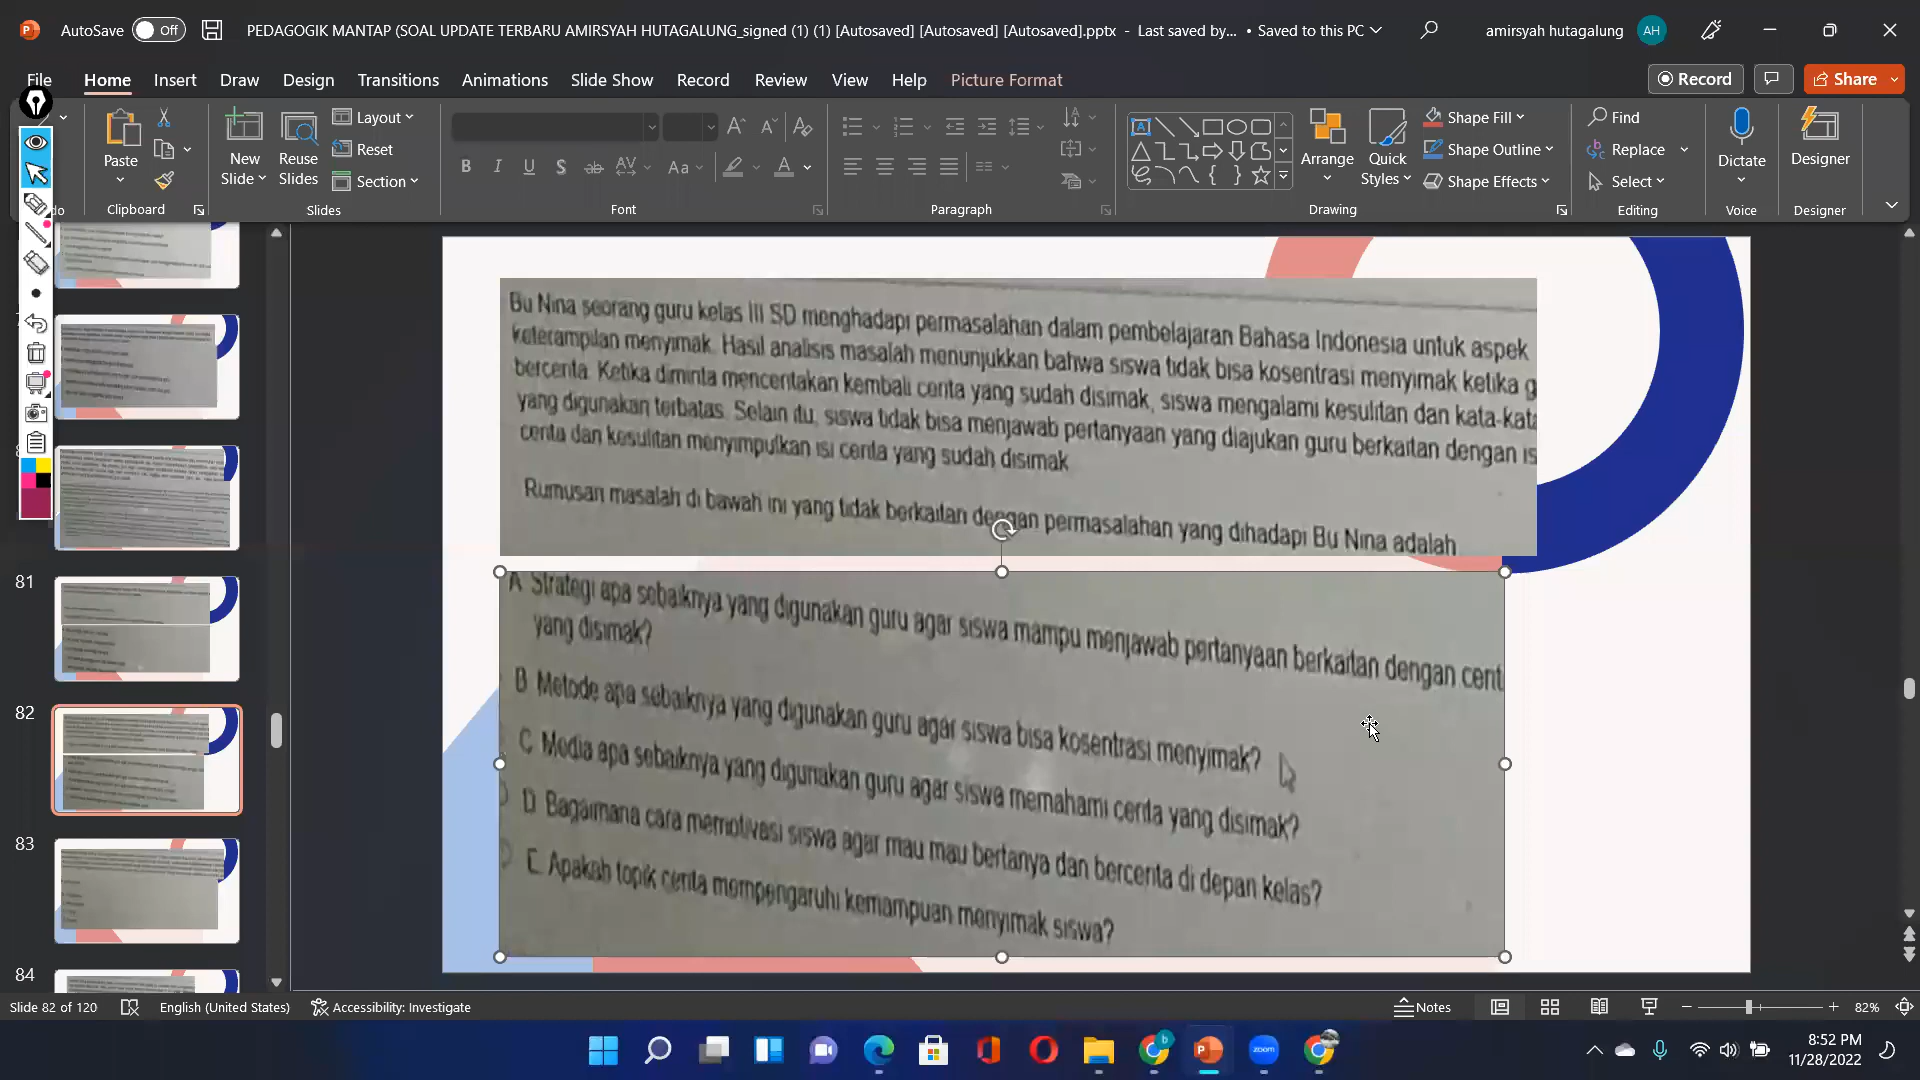 AutoSave Off PEDAGOGIK MANTAP (SOAL UPDATE TERBARU AMIRSYAH HUTAGALUNG_signed (1) (1) [Autosaved] [Autosaved] [Autosaved].pptx - Last saved by... • Saved to this PC amirsyah hutagalung AH
File Home Insert Draw Design Transitions Animations Slide Show Record Review View Help Picture Format Record Share
Paste New Slide Reuse Slides Layout Reset Section Arrange Quick Styles Shape Fill Shape Outline Shape Effects Find Replace Select Dictate Designer
Clipboard Slides Font Paragraph Drawing Editing Voice Designer
Bu Nina seorang guru kelas III SD menghadapi permasalahan dalam pembelajaran Bahasa Indonesia untuk aspek
keterampilan menyimak. Hasil analisis masalah menunjukkan bahwa siswa tidak bisa kosentrasi menyimak ketika g
bercerita. Ketika diminta menceritakan kembali cerita yang sudah disimak, siswa mengalami kesulitan dan kata-kata
yang digunakan terbatas. Selain itu, siswa tidak bisa menjawab pertanyaan yang diajukan guru berkaitan dengan is
cerita dan kesulitan menyimpulkan isi cerita yang sudah disimak
Rumusan masalah di bawah ini yang tidak berkaitan dengan permasalahan yang dihadapi Bu Nina adalah
A Strategi apa sebaiknya yang digunakan guru agar siswa mampu menjawab pertanyaan berkaitan dengan cerit
yang disimak?
B Metode apa sebaiknya yang digunakan guru agar siswa bisa kosentrasi menyimak?
C Media apa sebaiknya yang digunakan guru agar siswa memahami cerita yang disimak?
D Bagaimana cara memotivasi siswa agar mau mau bertanya dan bercerita di depan kelas?
E. Apakah topik cerita mempengaruhi kemampuan menyimak siswa?
81
82
83
84
Slide 82 of 120 English (United States) Accessibility: Investigate Notes 82%
zoom
8:52 PM
11/28/2022